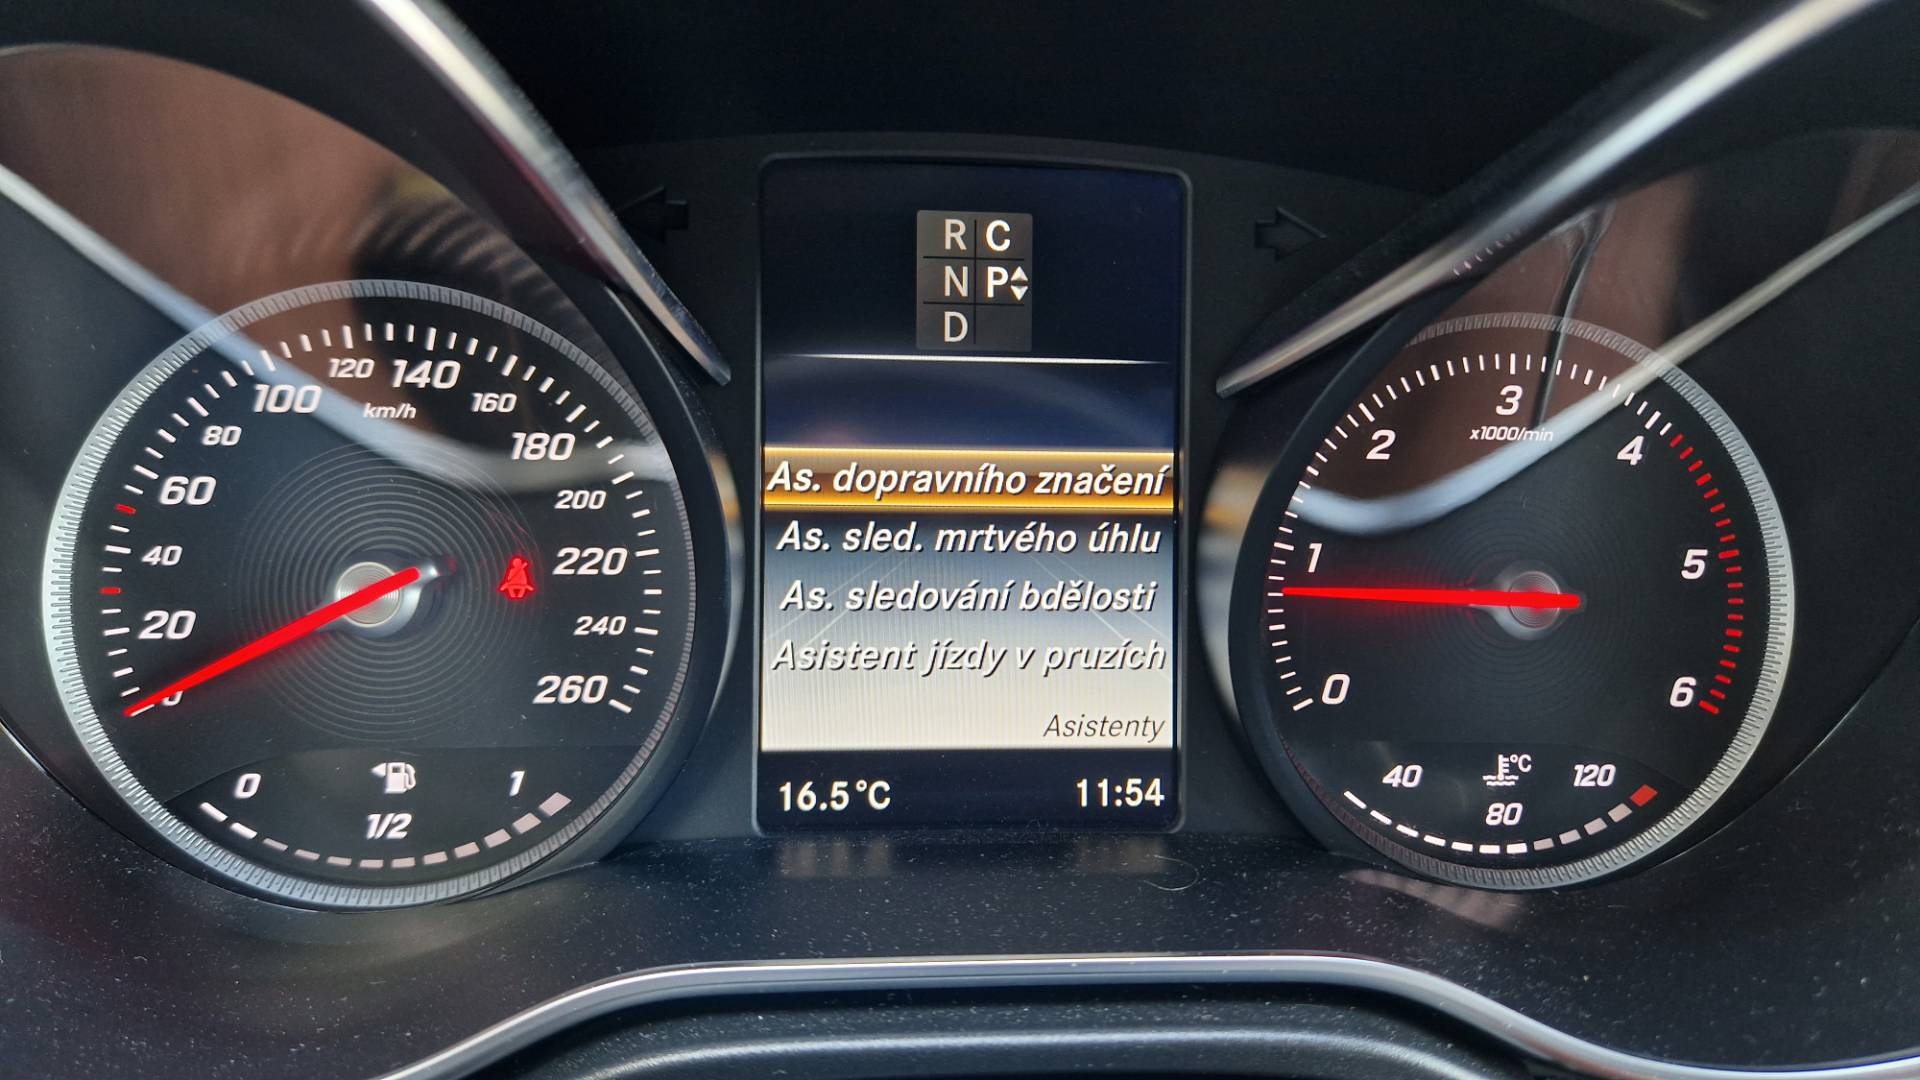 R C
N P
D
As. dopravního značení
As. sled. mrtvého úhlu
As. sledování bdělosti
Asistent jízdy v pruzích
Asistenty
16.5°C 11:54
0
20
40
60
80
100
120
140
160
180
200
220
240
260
km/h
0 1/2 1
0
1
2
3
4
5
6
x1000/min
40 80 120
°C